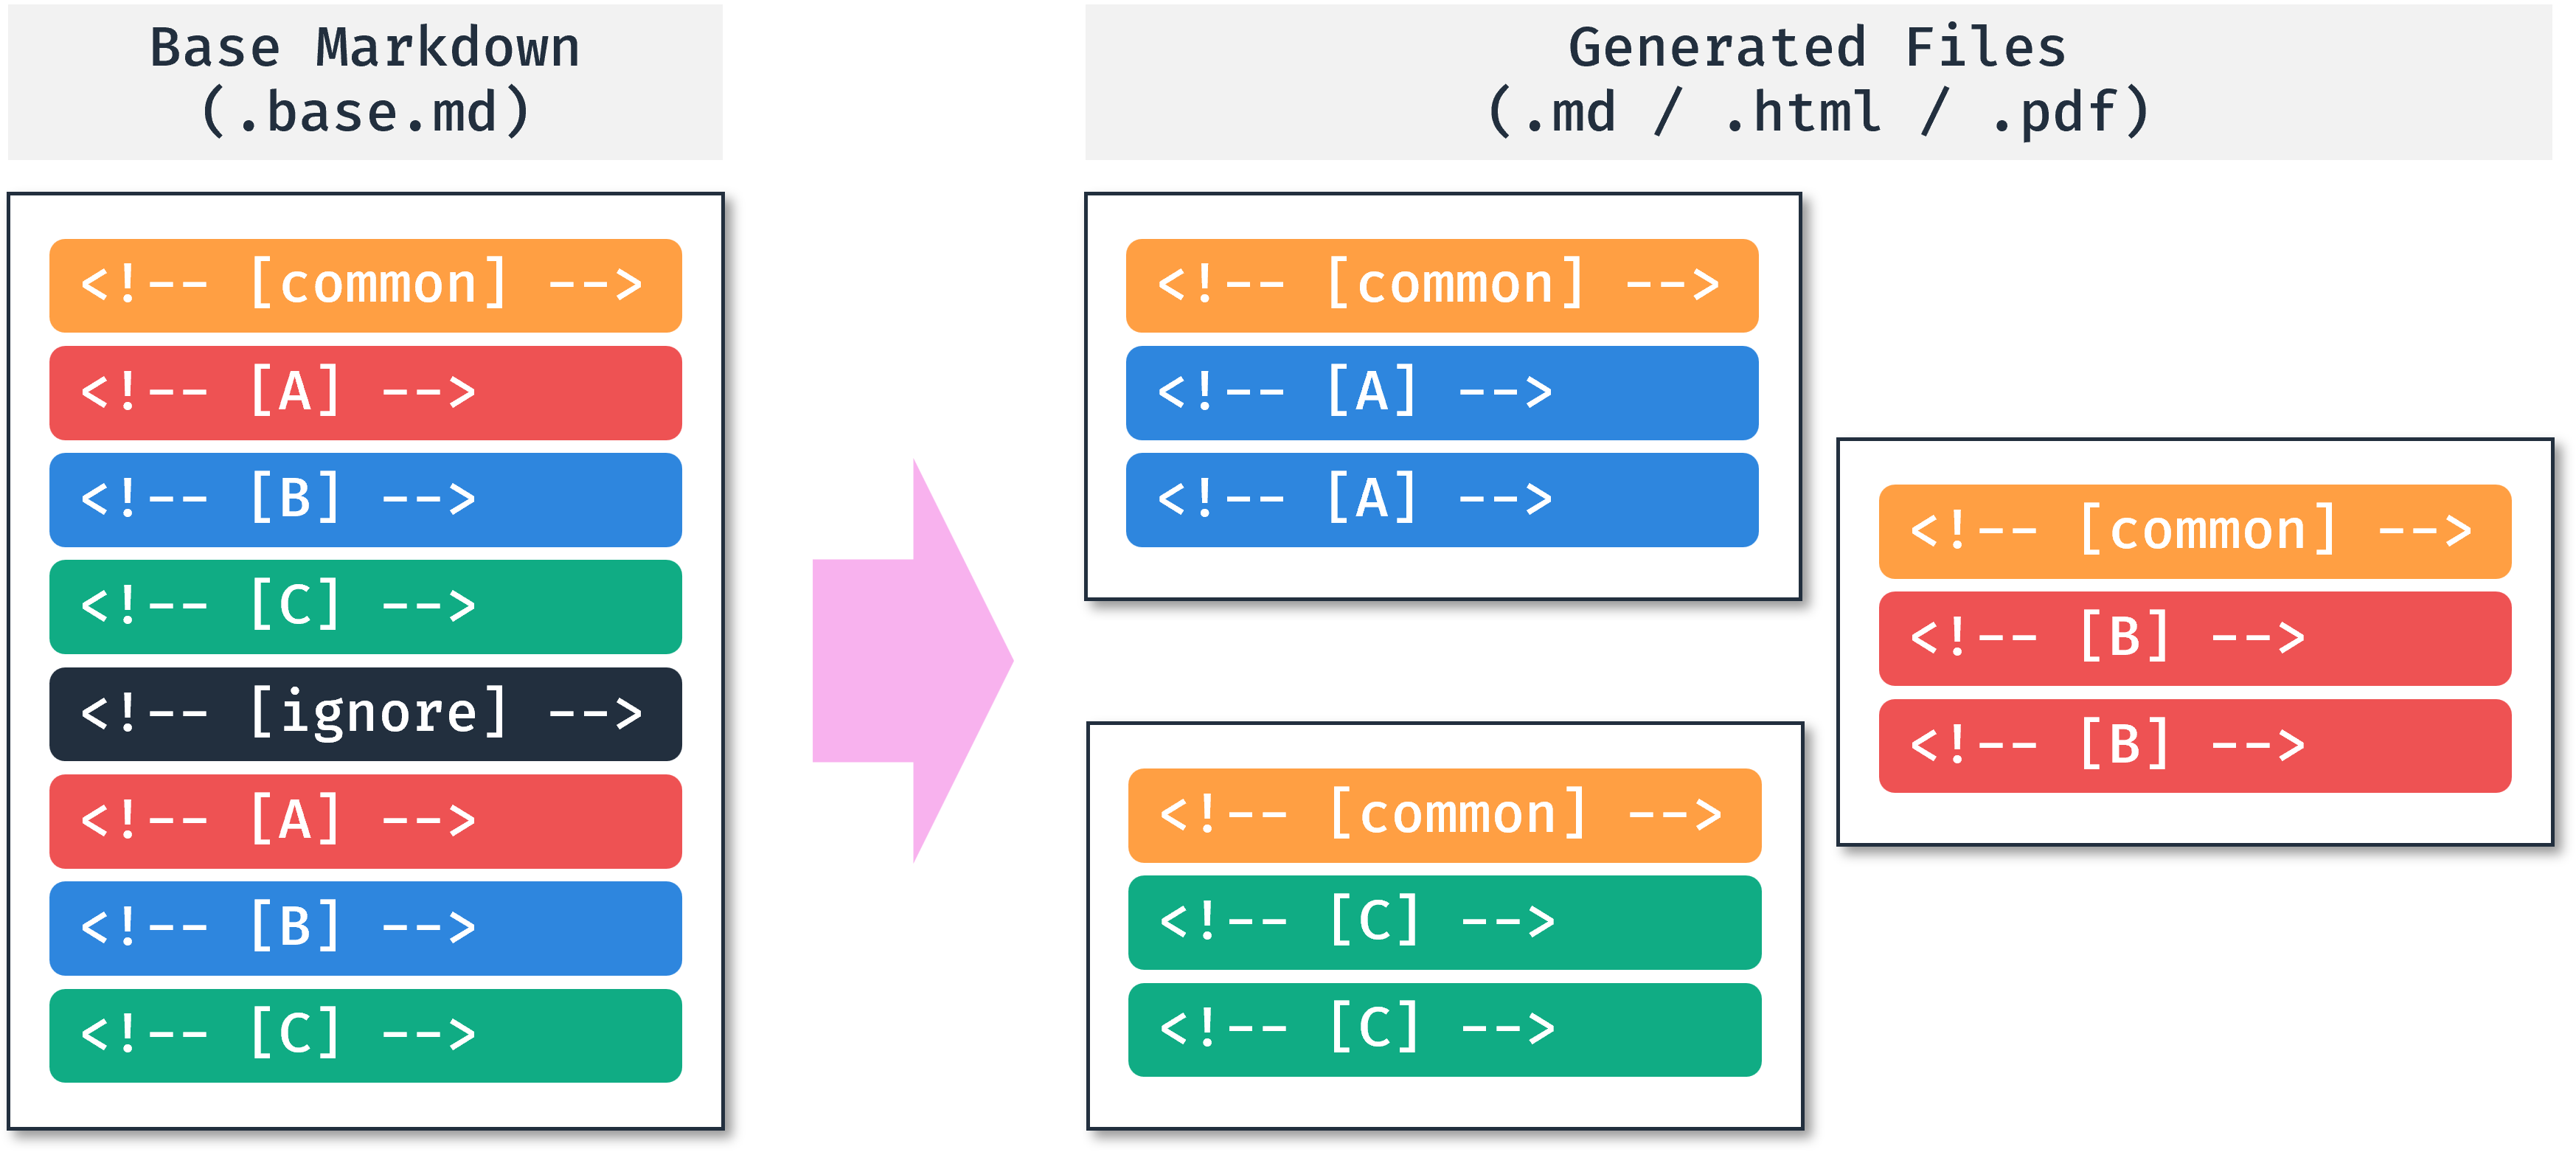 Base Markdown
(.base.md)
<!-- [common] -->
<!-- [A] -->
<!-- [B] -->
<!-- [C] -->
<!-- [ignore] -->
<!-- [A] -->
<!-- [B] -->
<!-- [C] -->
Generated Files
(.md / .html / .pdf)
<!-- [common] -->
<!-- [A] -->
<!-- [A] -->
<!-- [common] -->
<!-- [B] -->
<!-- [B] -->
<!-- [common] -->
<!-- [C] -->
<!-- [C] -->